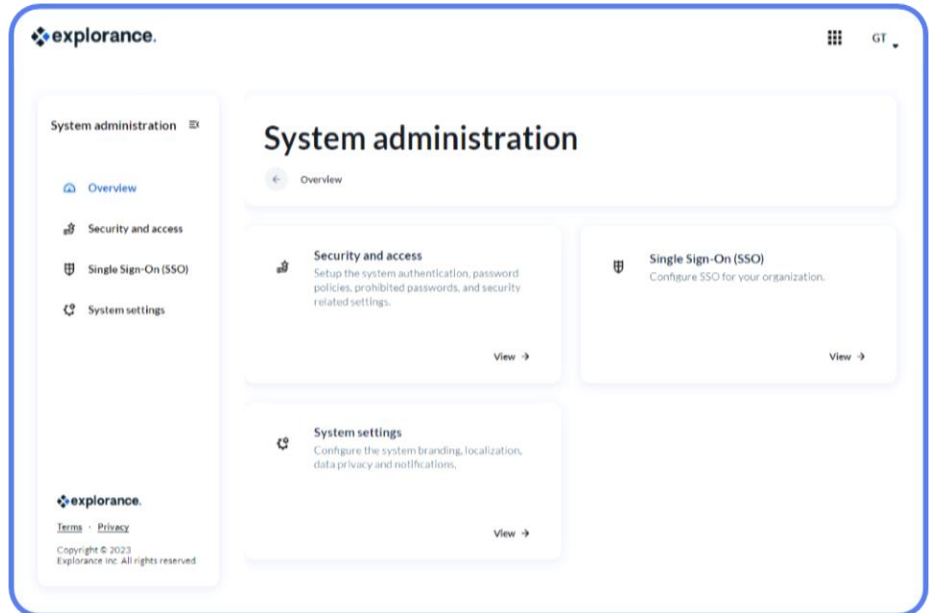 explorance.
GT
System administration
Overview
Security and access
Single Sign-On (SSO)
System settings
explorance.
Terms · Privacy
Copyright © 2023
Explorance Inc. All rights reserved
System administration
Overview
Security and access
Setup the system authentication, password
policies, prohibited passwords, and security
related settings.
View
Single Sign-On (SSO)
Configure SSO for your organization.
View
System settings
Configure the system branding, localization,
data privacy and notifications.
View